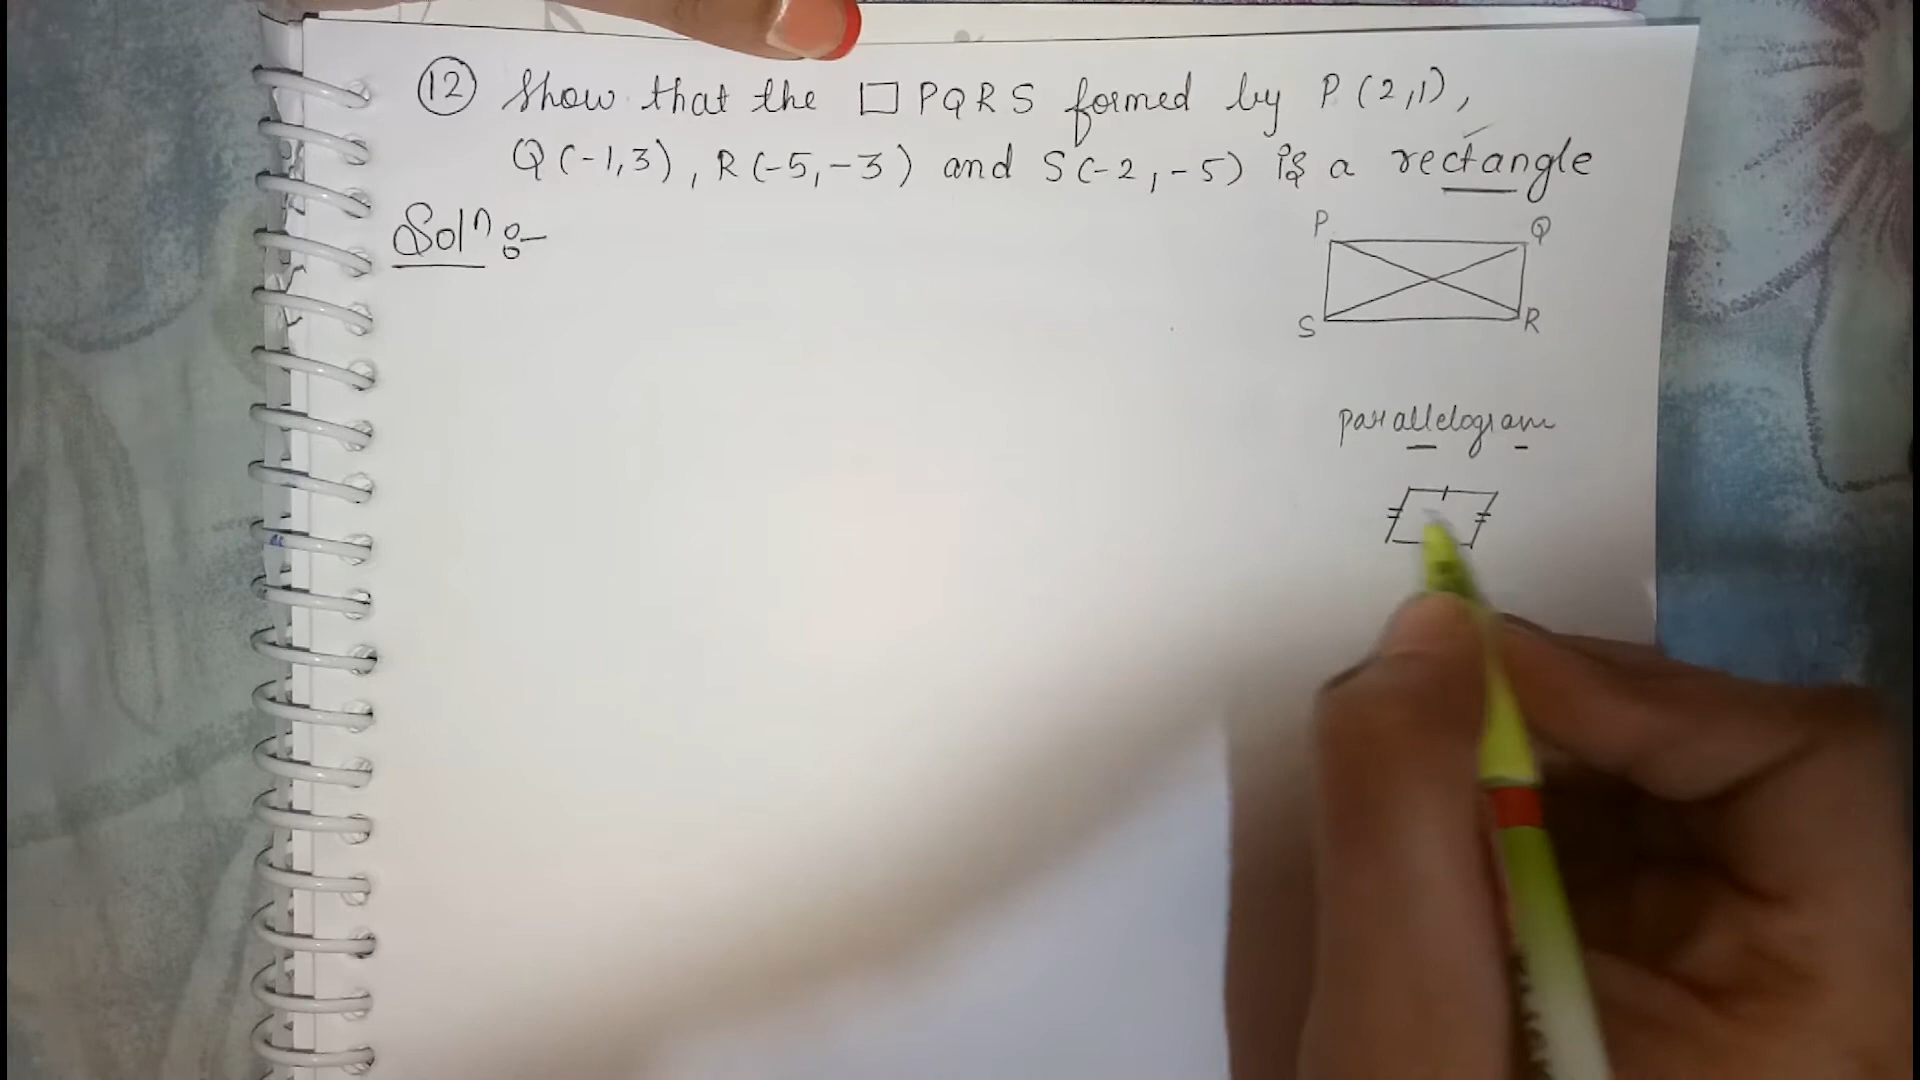 12 Show that the □ PQRS formed by P(2,1),
Q(-1,3), R(-5,-3) and S(-2,-5) is a rectangle
Solⁿ :-
P Q
S R
parallelogram